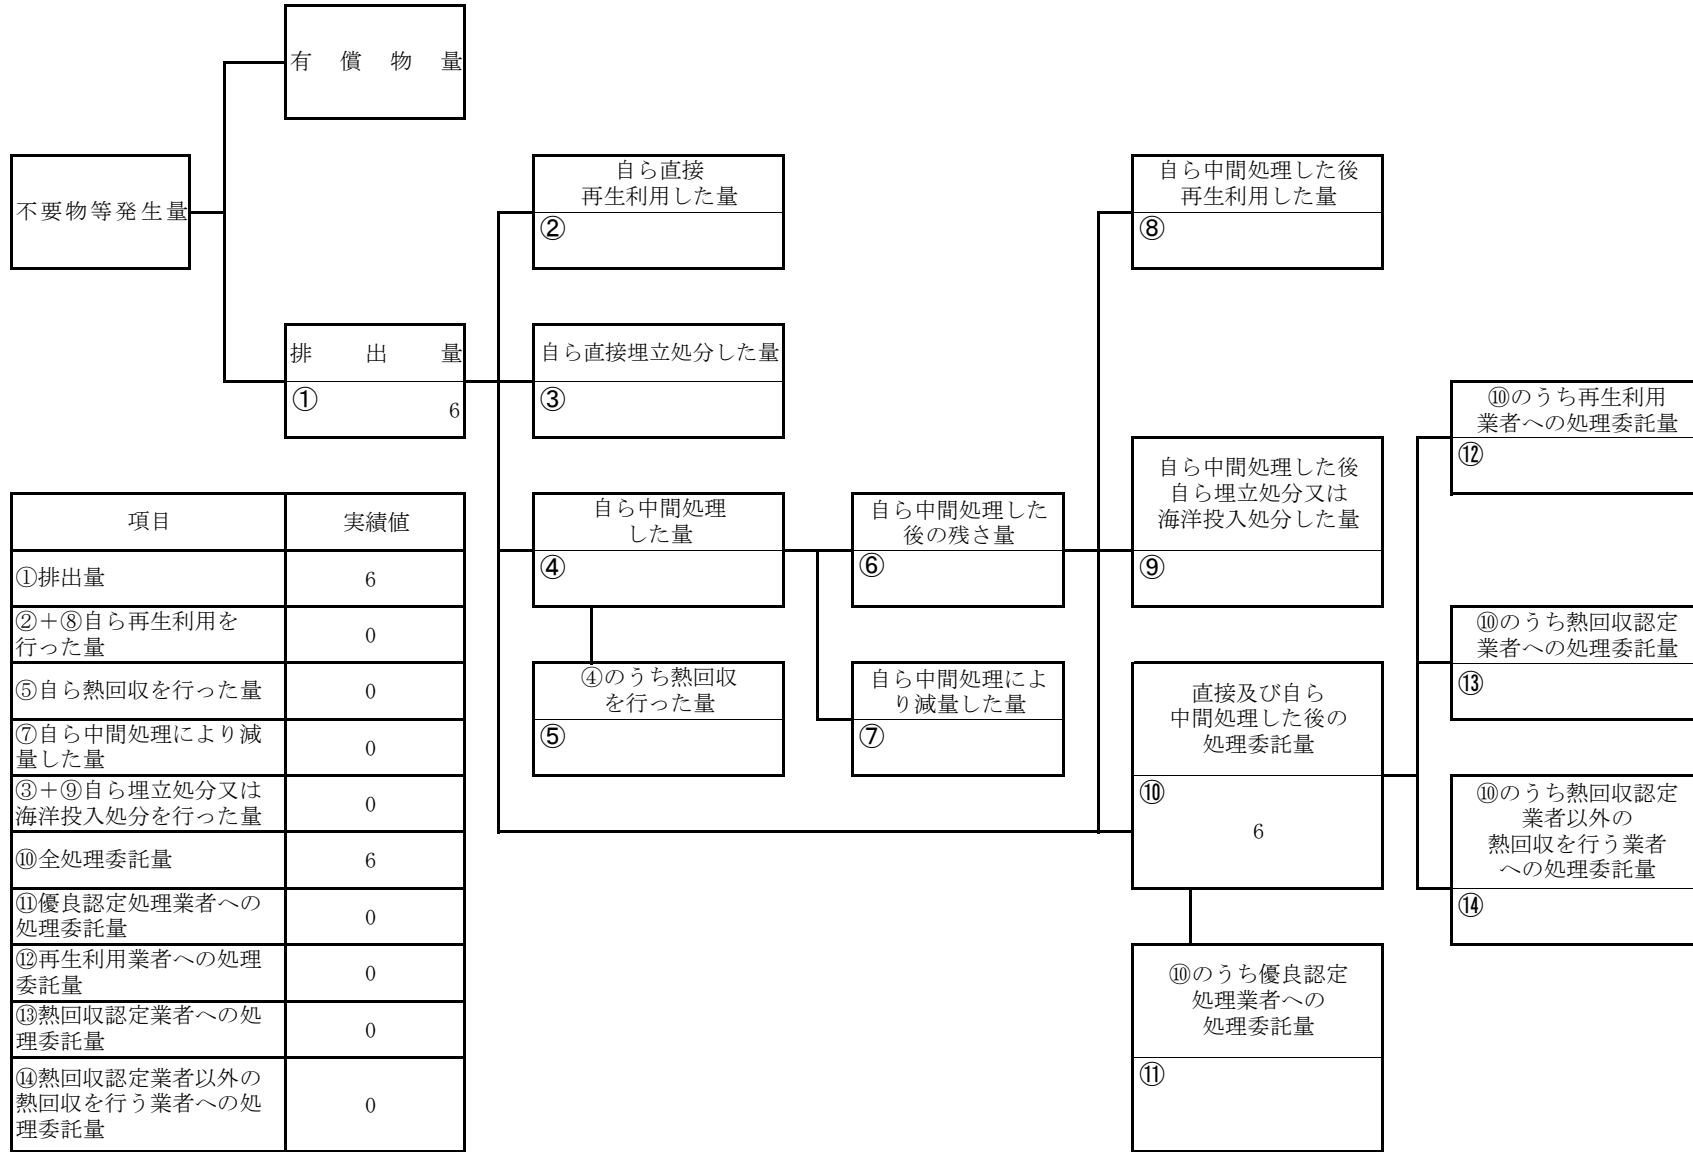 有償物量
不要物等発生量
排出量
①
6
自ら直接
再生利用した量
②
自ら直接埋立処分した量
③
自ら中間処理
した量
④
④のうち熱回収
を行った量
⑤
自ら中間処理した
後の残さ量
⑥
自ら中間処理によ
り減量した量
⑦
自ら中間処理した後
再生利用した量
⑧
自ら中間処理した後
自ら埋立処分又は
海洋投入処分した量
⑨
直接及び自ら
中間処理した後の
処理委託量
⑩
6
⑩のうち優良認定
処理業者への
処理委託量
⑪
⑩のうち再生利用
業者への処理委託量
⑫
⑩のうち熱回収認定
業者への処理委託量
⑬
⑩のうち熱回収認定
業者以外の
熱回収を行う業者
への処理委託量
⑭
項目 実績値
①排出量 6
②＋⑧自ら再生利用を
行った量 0
⑤自ら熱回収を行った量 0
⑦自ら中間処理により減
量した量 0
③＋⑨自ら埋立処分又は
海洋投入処分を行った量 0
⑩全処理委託量 6
⑪優良認定処理業者への
処理委託量 0
⑫再生利用業者への処理
委託量 0
⑬熱回収認定業者への処
理委託量 0
⑭熱回収認定業者以外の
熱回収を行う業者への処 0
理委託量